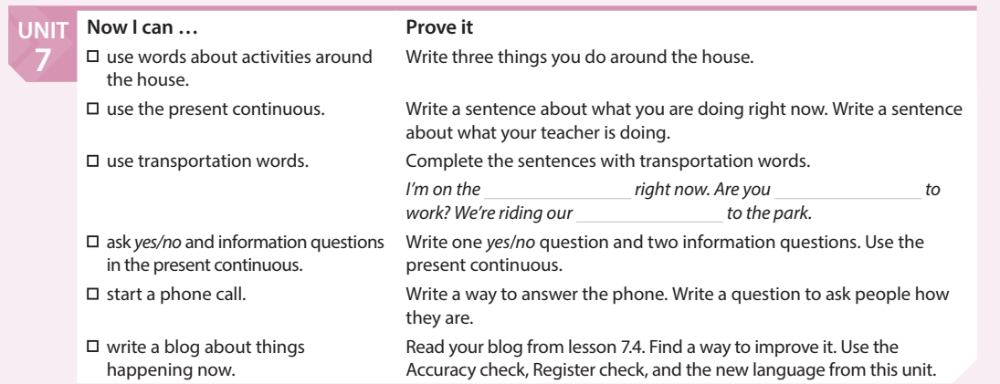 UNIT
7
Now I can …
Prove it
□ use words about activities around
the house.
Write three things you do around the house.
□ use the present continuous.
Write a sentence about what you are doing right now. Write a sentence
about what your teacher is doing.
□ use transportation words.
Complete the sentences with transportation words.
I'm on the ________________ right now. Are you ________________ to
work? We're riding our ________________ to the park.
□ ask yes/no and information questions
in the present continuous.
Write one yes/no question and two information questions. Use the
present continuous.
□ start a phone call.
Write a way to answer the phone. Write a question to ask people how
they are.
□ write a blog about things
happening now.
Read your blog from lesson 7.4. Find a way to improve it. Use the
Accuracy check, Register check, and the new language from this unit.